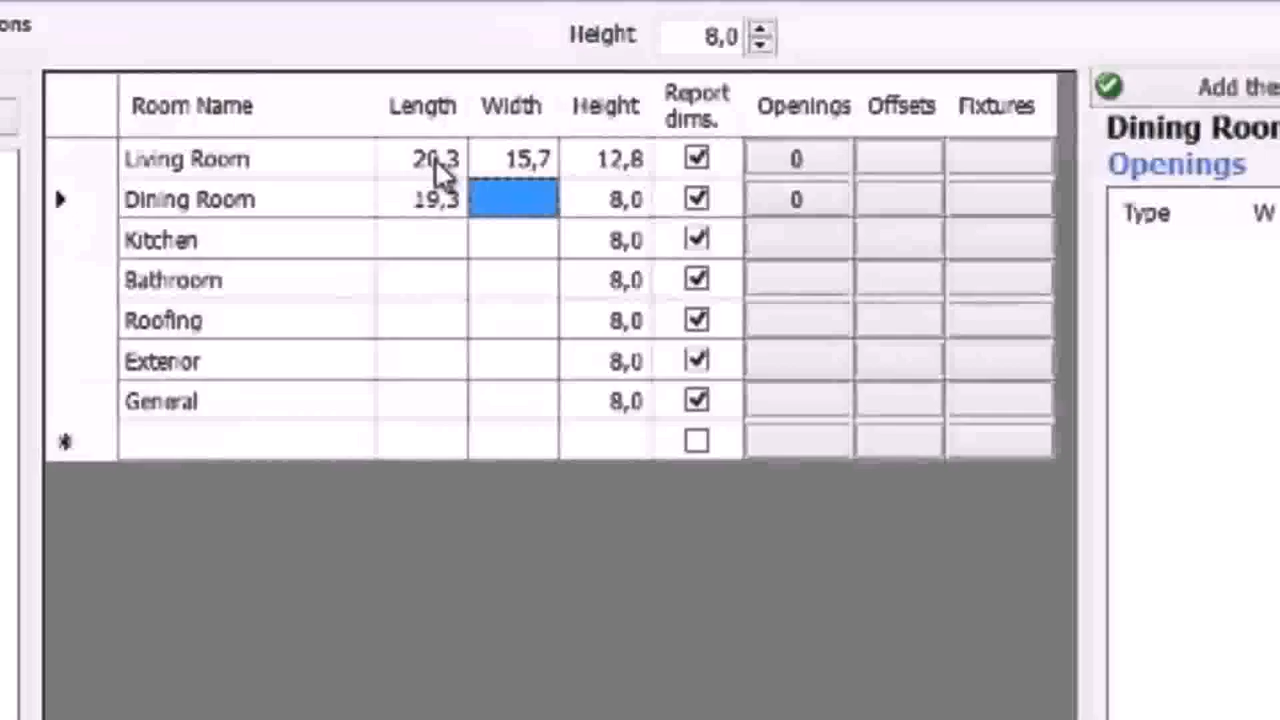 ons
Height 8,0
Room Name Length Width Height Report dims. Openings Offsets Fixtures
Living Room 20,3 15,7 12,8 0
Dining Room 19,3 8,0 0
Kitchen 8,0
Bathroom 8,0
Roofing 8,0
Exterior 8,0
General 8,0
Add the
Dining Roor
Openings
Type W